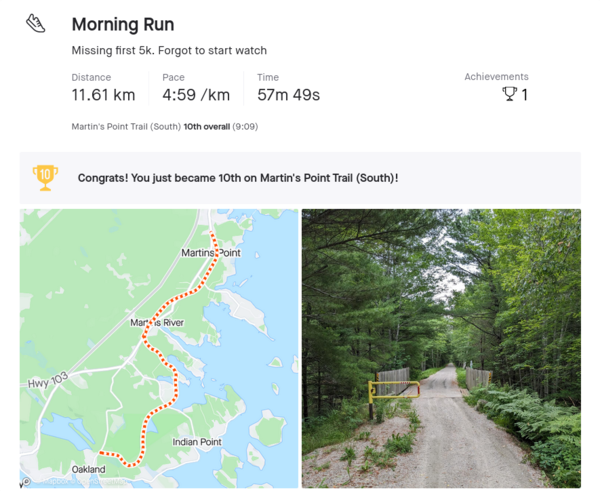 Morning Run
Missing first 5k. Forgot to start watch
Distance
Pace
Time
Achievements
11.61 km
4:59 /km
57m 49s
1
Martin's Point Trail (South) 10th overall (9:09)
10
Congrats! You just became 10th on Martin's Point Trail (South)!
Martins Point
Martins River
Hwy 103
Indian Point
Oakland